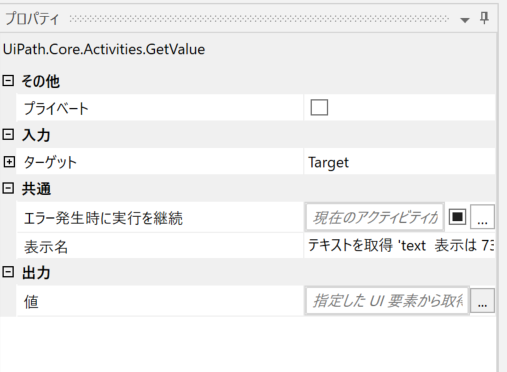 プロパティ
UiPath.Core.Activities.GetValue
その他
プライベート
入力
ターゲット Target
共通
エラー発生時に実行を継続 現在のアクティビティが ...
表示名 テキストを取得 'text 表示は 73
出力
値 指定した UI 要素から取得 ...